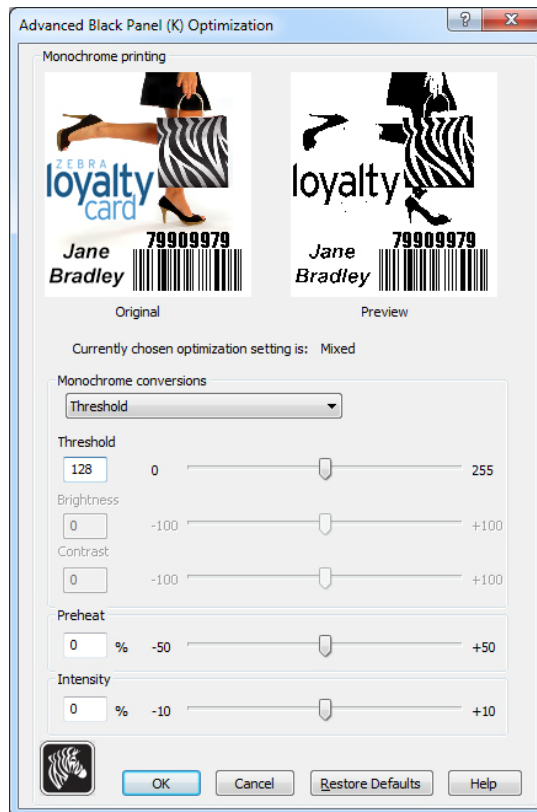 Advanced Black Panel (K) Optimization
?
X
Monochrome printing
ZEBRA
loyalty
card
Jane
Bradley
79909979
loyalty
Jane
Bradley
79909979
Original
Preview
Currently chosen optimization setting is: Mixed
Monochrome conversions
Threshold
Threshold
128 0 255
Brightness
0 -100 +100
Contrast
0 -100 +100
Preheat
0 % -50 +50
Intensity
0 % -10 +10
OK Cancel Restore Defaults Help